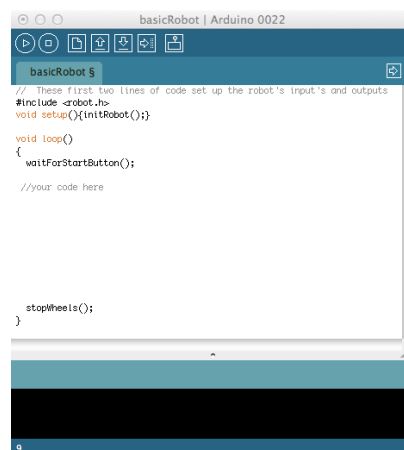 basicRobot | Arduino 0022
basicRobot §
//  These first two lines of code set up the robot's input's and outputs
#include <robot.h>
void setup(){initRobot();}
void loop()
{
waitForStartButton();
//your code here
stopWheels();
}
9